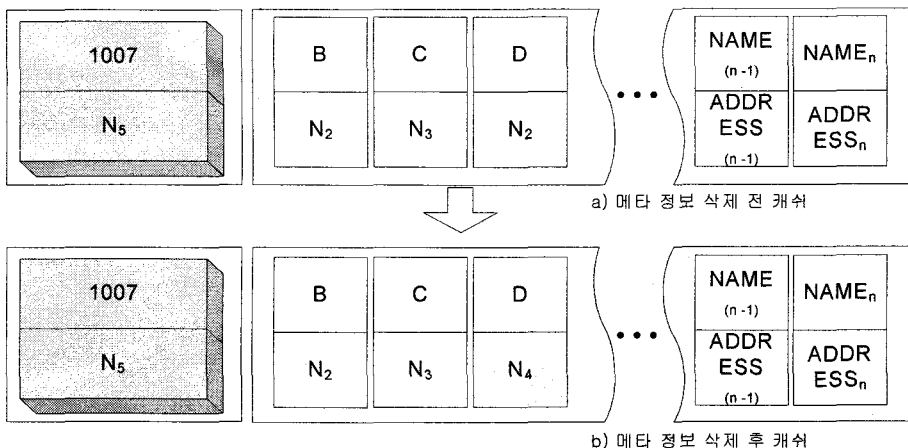 1007
N5
B C D
N2 N3 N2
•••
NAME (n-1)
NAMEn
ADDR ESS (n-1)
ADDR ESSn
a) 메타 정보 삭제 전 캐쉬
1007
N5
B C D
N2 N3 N4
•••
NAME (n-1)
NAMEn
ADDR ESS (n-1)
ADDR ESSn
b) 메타 정보 삭제 후 캐쉬